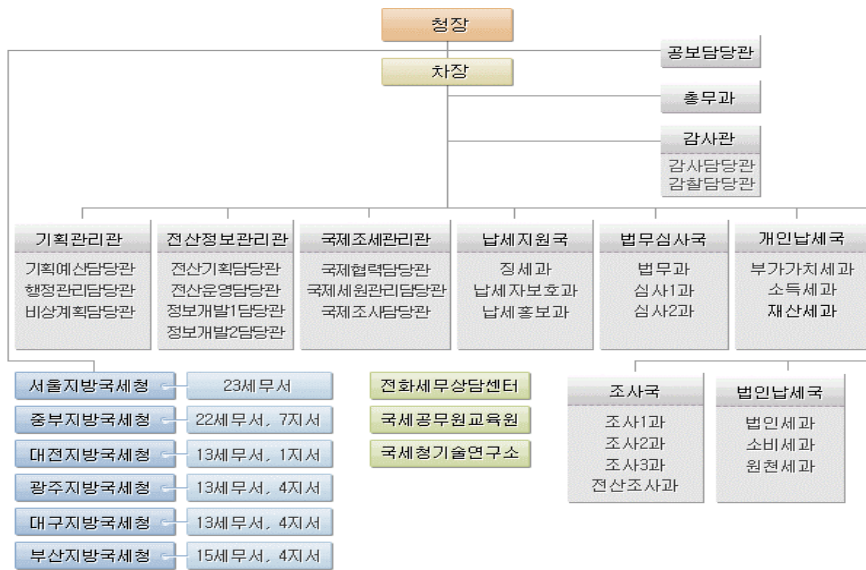 청장
차장
공보담당관
총무과
감사관
감사담당관
감찰담당관
기획관리관
기획예산담당관
행정관리담당관
비상계획담당관
전산정보관리관
전산기획담당관
전산운영담당관
정보개발1담당관
정보개발2담당관
국제조세관리관
국제협력담당관
국제세원관리담당관
국제조사담당관
납세지원국
징세과
납세자보호과
납세홍보과
법무심사국
법무과
심사1과
심사2과
개인납세국
부가가치세과
소득세과
재산세과
서울지방국세청 23세무서
중부지방국세청 22세무서, 7지서
대전지방국세청 13세무서, 1지서
광주지방국세청 13세무서, 4지서
대구지방국세청 13세무서, 4지서
부산지방국세청 15세무서, 4지서
전화세무상담센터
국세공무원교육원
국세청기술연구소
조사국
조사1과
조사2과
조사3과
전산조사과
법인납세국
법인세과
소비세과
원천세과